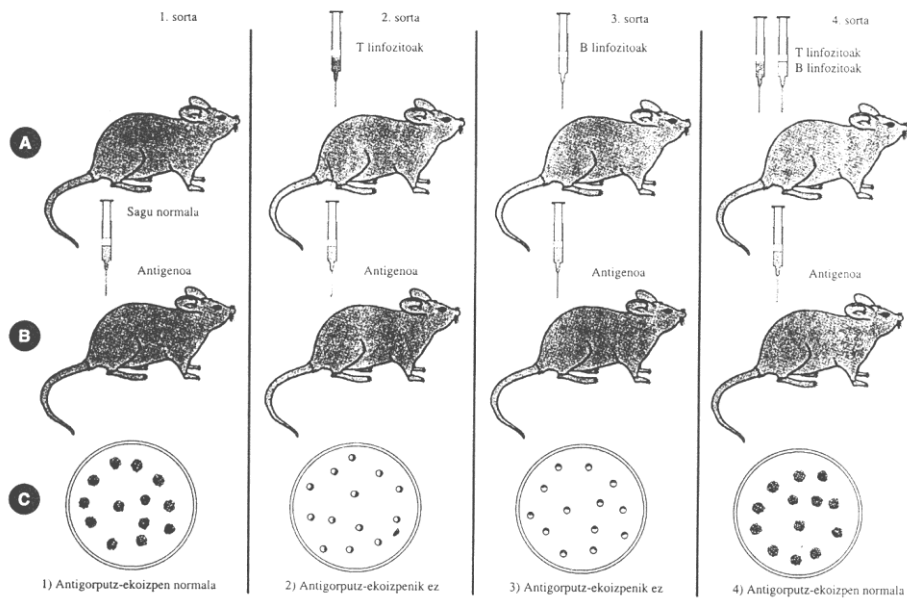 1. sorta
2. sorta
3. sorta
4. sorta
T linfozitoak
B linfozitoak
T linfozitoak
B linfozitoak
A
Sagu normala
Antigenoa
Antigenoa
Antigenoa
B
C
1) Antigorputz-ekoizpen normala
2) Antigorputz-ekoizpenik ez
3) Antigorputz-ekoizpenik ez
4) Antigorputz-ekoizpen normala